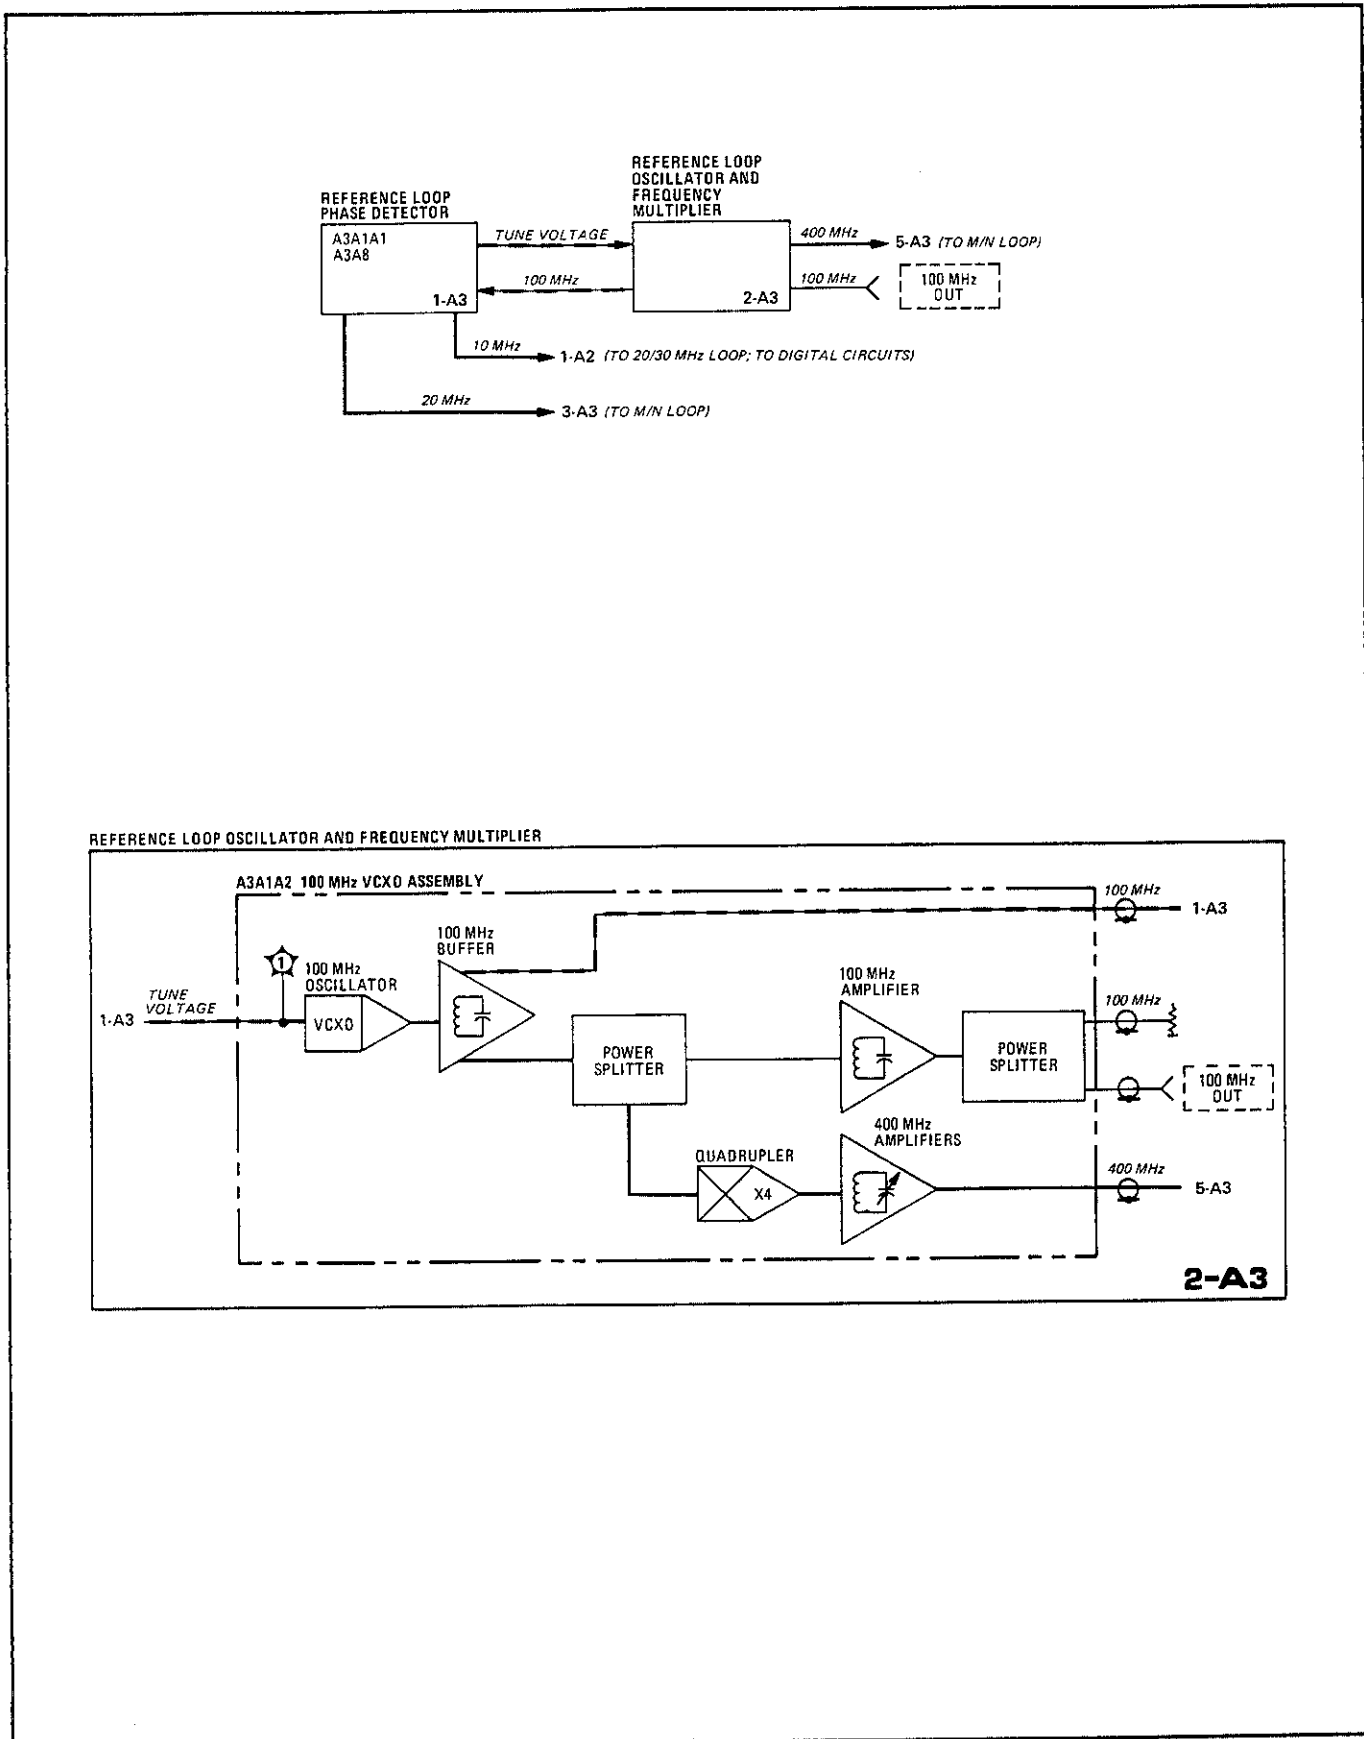 REFERENCE LOOP
PHASE DETECTOR
A3A1A1
A3A8
1-A3
TUNE VOLTAGE
100 MHz
REFERENCE LOOP
OSCILLATOR AND
FREQUENCY
MULTIPLIER
2-A3
400 MHz
5-A3 (TO M/N LOOP)
100 MHz
100 MHz
OUT
10 MHz
1-A2 (TO 20/30 MHz LOOP; TO DIGITAL CIRCUITS)
20 MHz
3-A3 (TO M/N LOOP)
REFERENCE LOOP OSCILLATOR AND FREQUENCY MULTIPLIER
A3A1A2 100 MHz VCXO ASSEMBLY
100 MHz
1-A3
1
100 MHz
OSCILLATOR
100 MHz
BUFFER
TUNE
VOLTAGE
1-A3
VCXO
POWER
SPLITTER
100 MHz
AMPLIFIER
POWER
SPLITTER
100 MHz
100 MHz
OUT
QUADRUPLER
X4
400 MHz
AMPLIFIERS
400 MHz
5-A3
2-A3